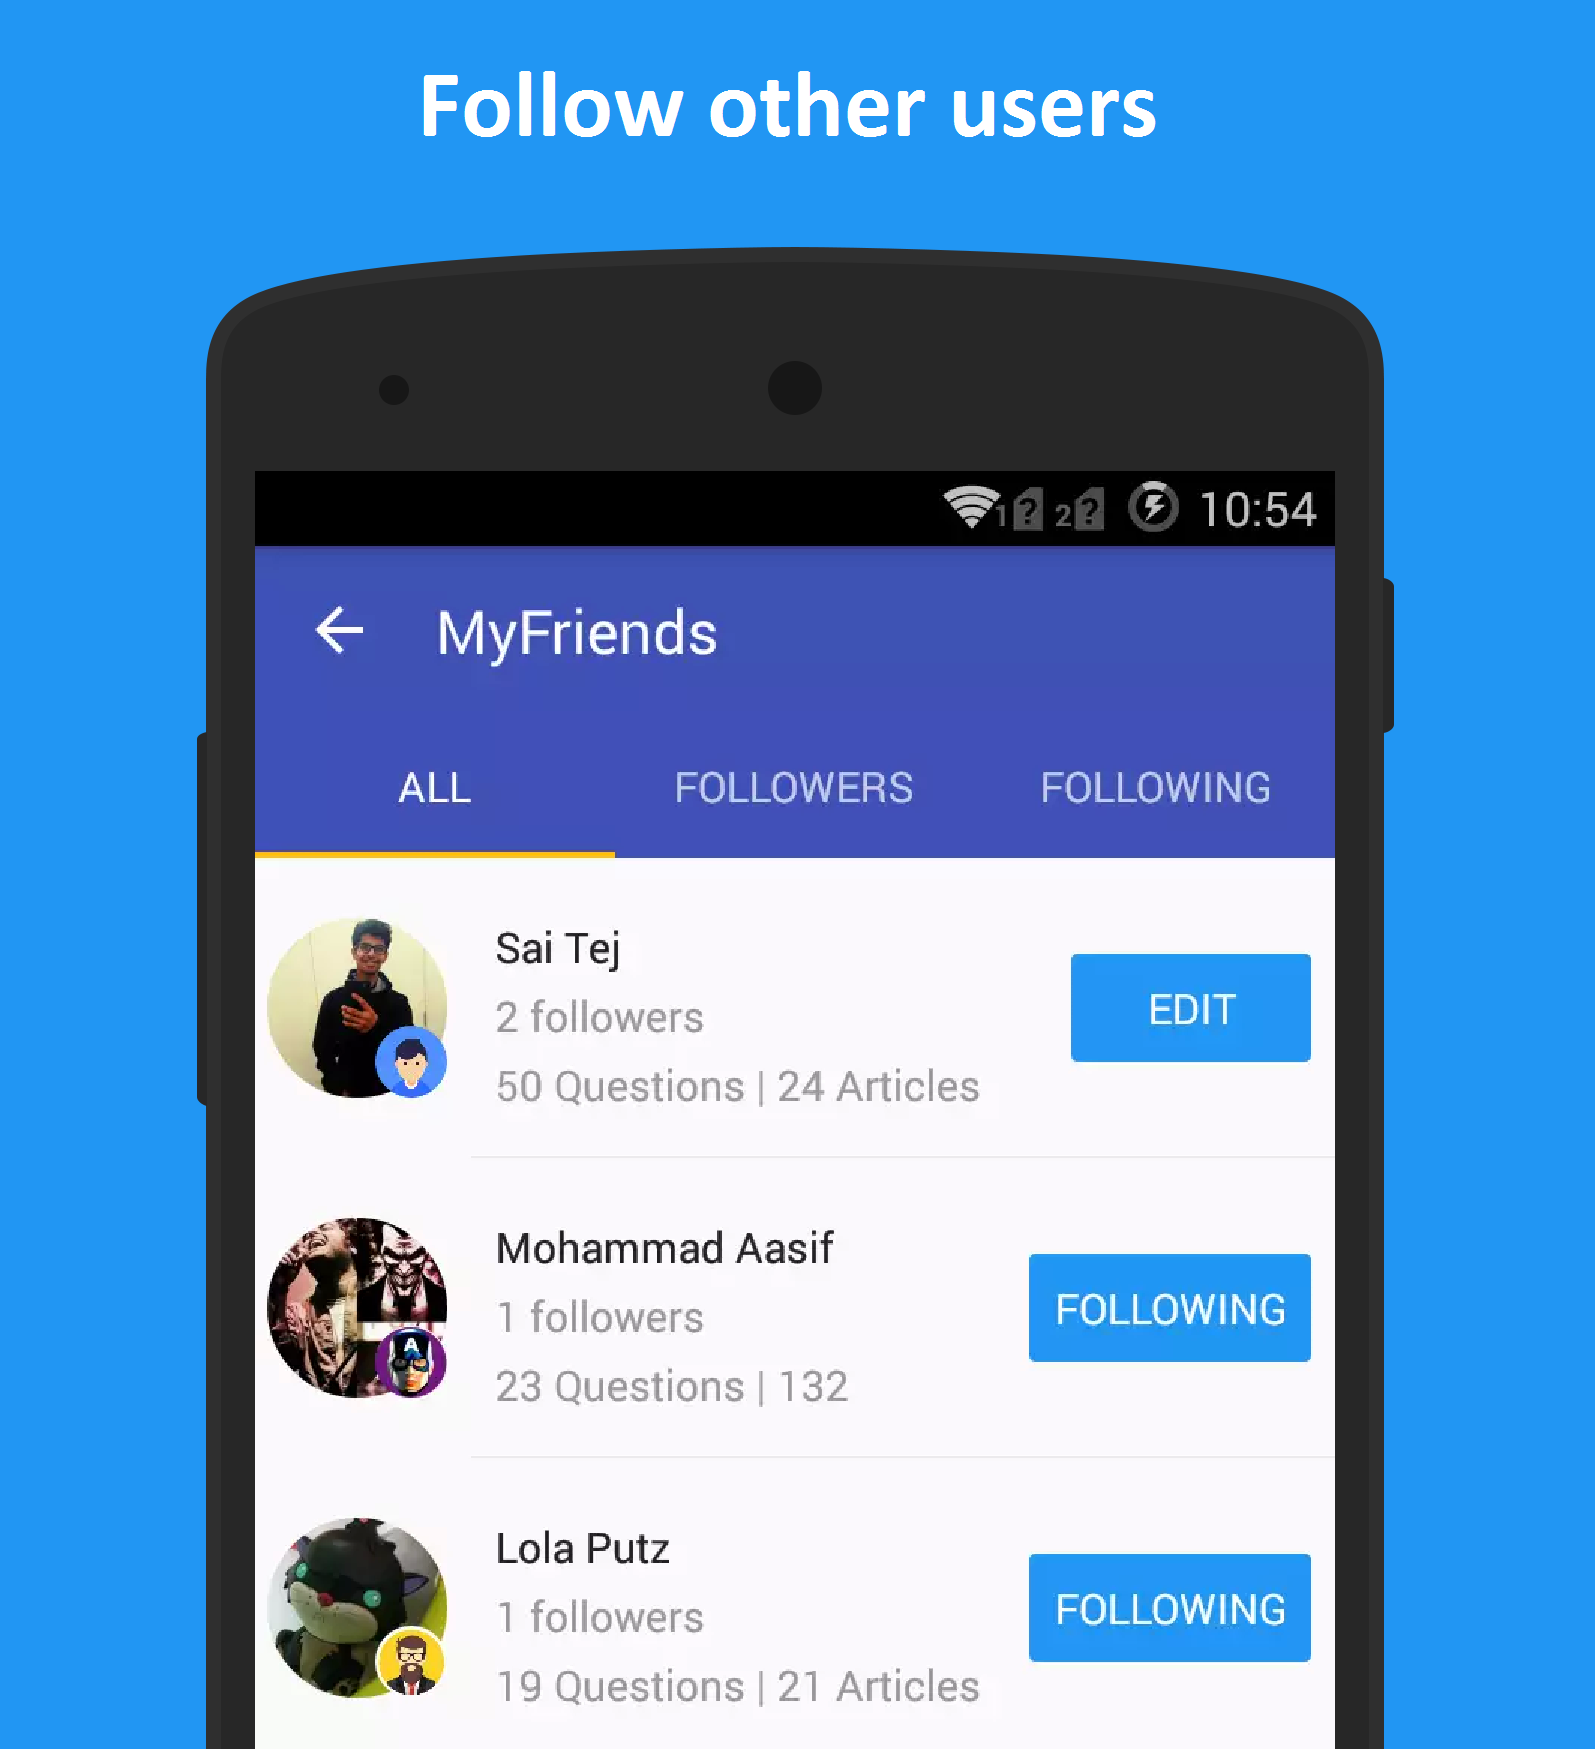 Follow other users
1 ? 2 ? 10:54
MyFriends
ALL FOLLOWERS FOLLOWING
Sai Tej
2 followers
EDIT
50 Questions | 24 Articles
Mohammad Aasif
1 followers
FOLLOWING
23 Questions | 132
A
Lola Putz
1 followers
FOLLOWING
19 Questions | 21 Articles